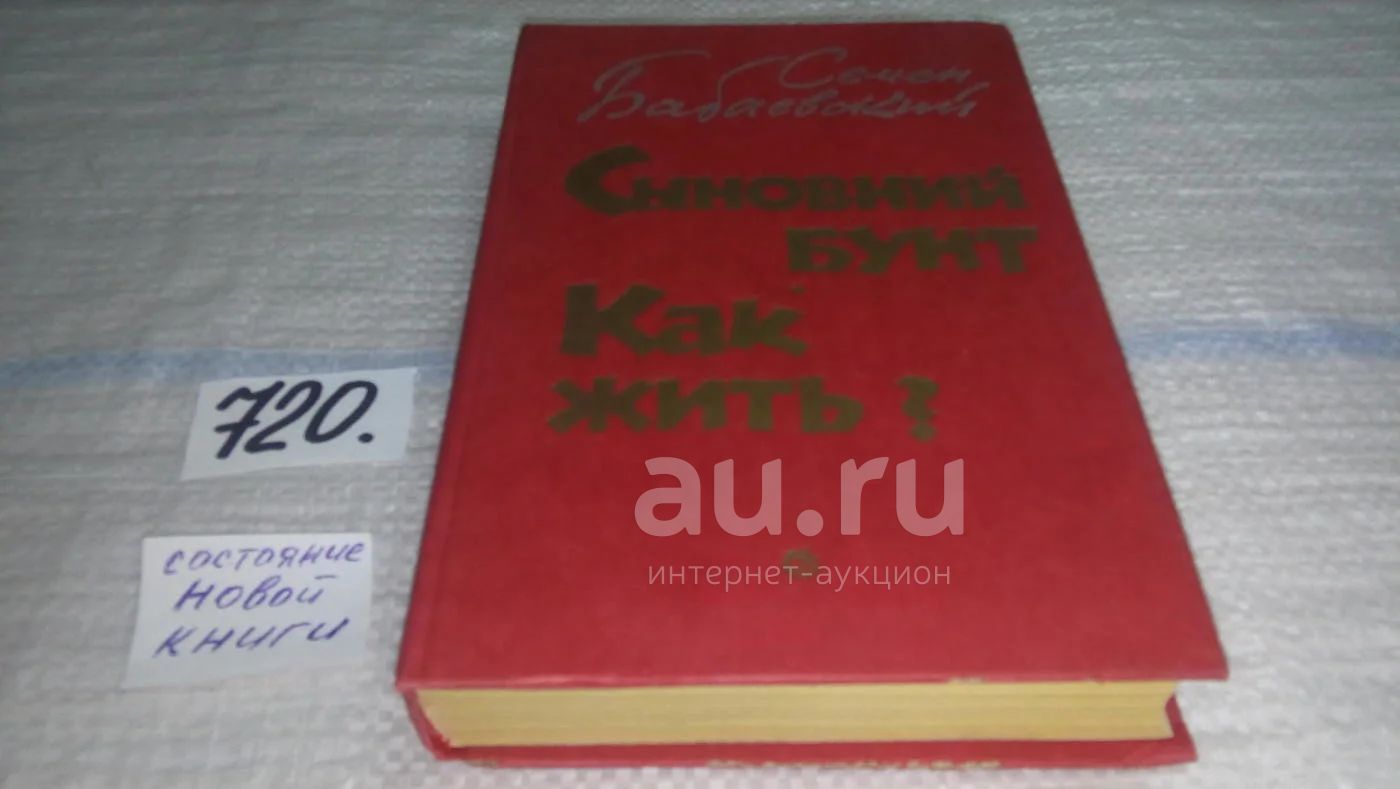 Семен
Бабаевский
Сыновний
БУНТ
Как
жить?
720.
состояние
новой
книги
au.ru
интернет-аукцион